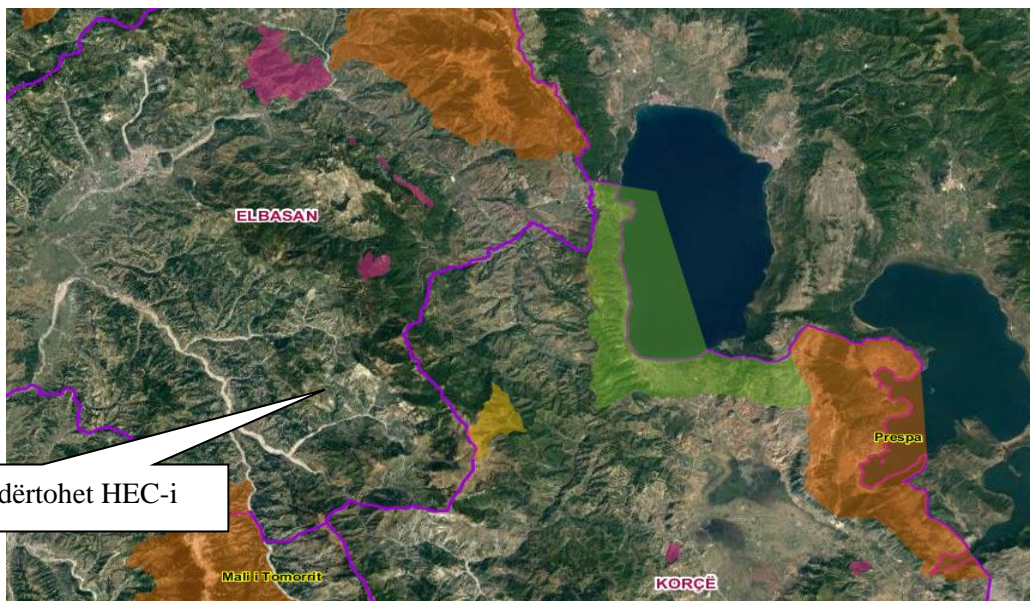 ELBASAN
Prespa
dërtohet HEC-i
Mali i Tomorrit
KORÇË